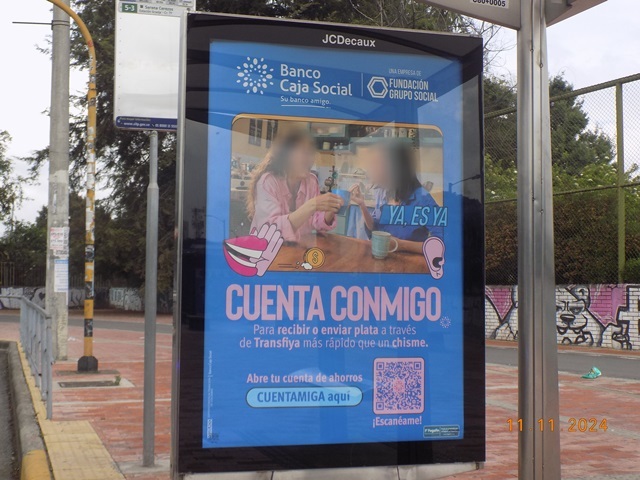 JCDecaux
Banco
Caja Social
Su banco amigo
UNA EMPRESA DE
FUNDACIÓN
GRUPO SOCIAL
YA, ES YA
CUENTA CONMIGO
Para recibir o enviar plata a través
de Transfiya más rápido que un chisme.
Abre tu cuenta de ahorros
CUENTAMIGA aquí
¡Escanéame!
11 11 2024